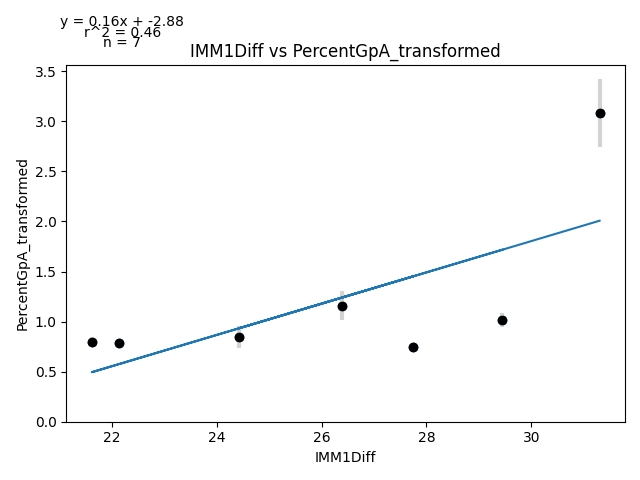 y = 0.16x + -2.88
r^2 = 0.46
n = 7
IMM1Diff vs PercentGpA_transformed
3.5
3.0
2.5
2.0
1.5
1.0
0.5
0.0
PercentGpA_transformed
22 24 26 28 30
IMM1Diff